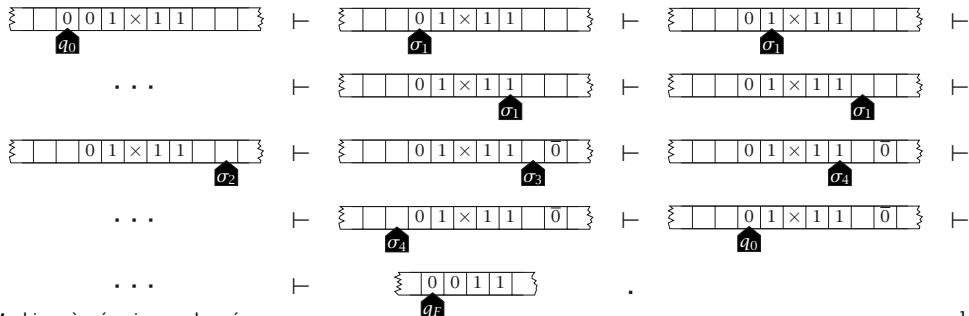 0 0 1 × 1 1 ⊢ 0 1 × 1 1 ⊢ 0 1 × 1 1 ⊢
q0 σ1 σ1
· · · ⊢ 0 1 × 1 1 ⊢ 0 1 × 1 1 ⊢
σ1 σ1
0 1 × 1 1 ⊢ 0 1 × 1 1 0̅ ⊢ 0 1 × 1 1 0̅ ⊢
σ2 σ3 σ4
· · · ⊢ 0 1 × 1 1 0̅ ⊢ 0 1 × 1 1 0̅ ⊢
σ4 q0
· · · ⊢ 0 0 1 1 .
qF